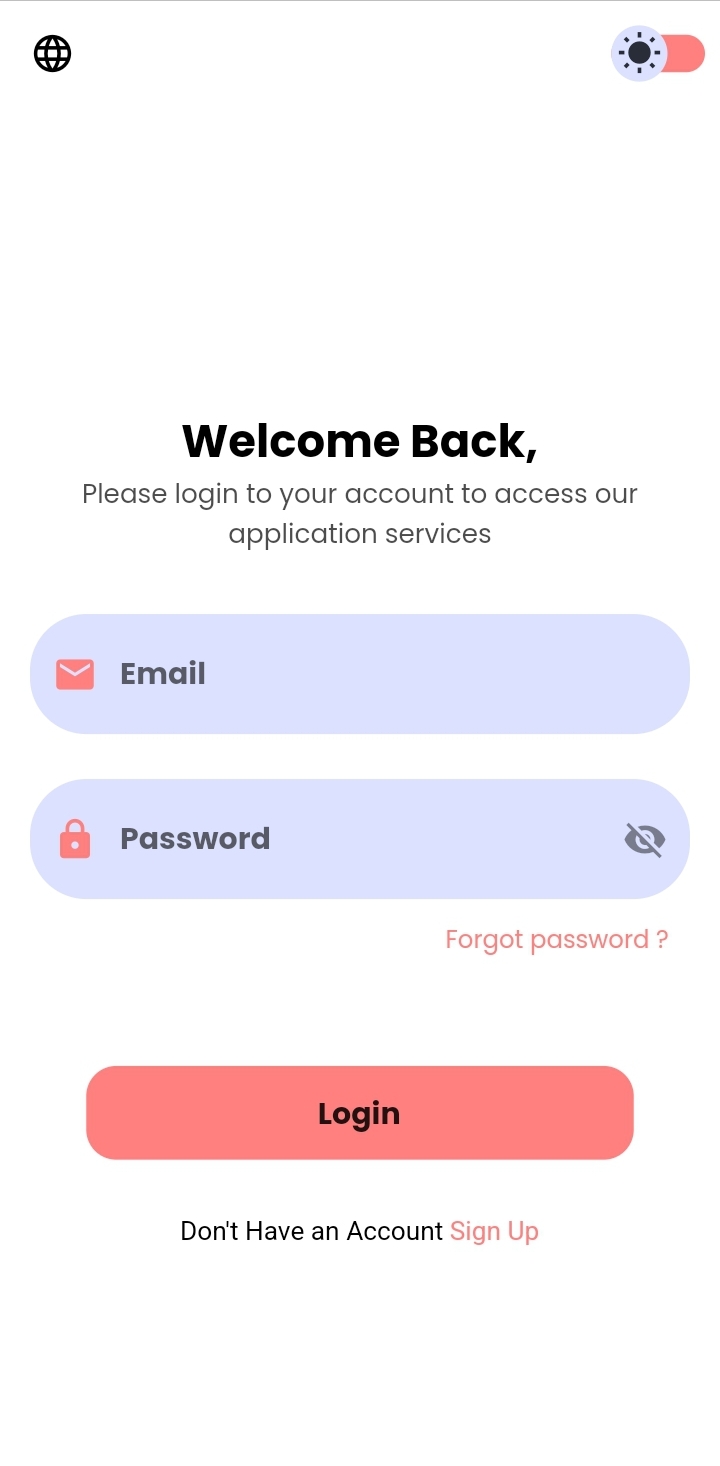 Welcome Back,
Please login to your account to access our
application services
Email
Password
Forgot password ?
Login
Don't Have an Account Sign Up